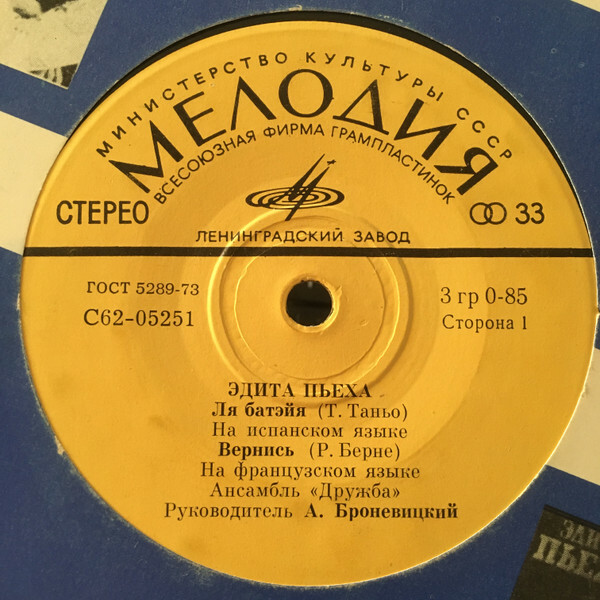 МИНИСТЕРСТВО КУЛЬТУРЫ СССР
МЕЛОДИЯ
ВСЕСОЮЗНАЯ ФИРМА ГРАМПЛАСТИНОК
СТЕРЕО
33
ЛЕНИНГРАДСКИЙ ЗАВОД
ГОСТ 5289-73
3 гр 0-85
С62-05251
Сторона 1
ЭДИТА ПЬЕХА
Ля батэйя (Т. Таньо)
На испанском языке
Вернись (Р. Берне)
На французском языке
Ансамбль «Дружба»
Руководитель А. Броневицкий
ЭДИ
ПЬЕХА